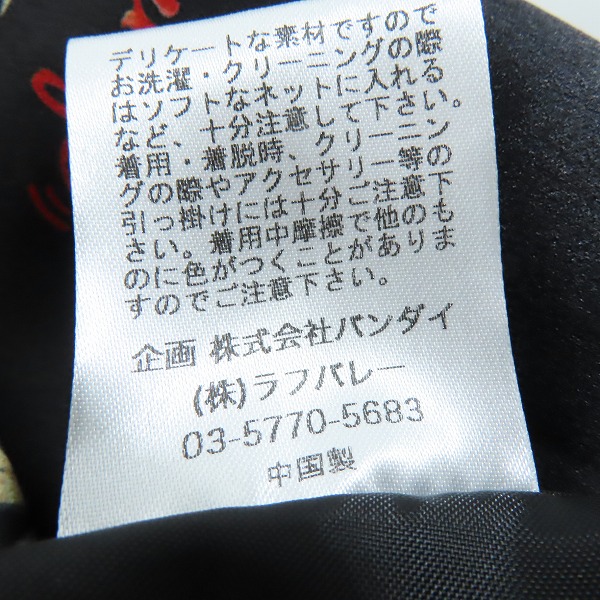 デリケートな素材ですので
お洗濯・クリーニングの際
はソフトなネットに入れる
など、十分注意して下さい。
着用・着脱時、クリーニン
グの際やアクセサリー等の
引っ掛けには十分ご注意下
さい。着用中摩擦で他のも
のに色がつくことがありま
すのでご注意下さい。
企画 株式会社バンダイ
(株)ラフバレー
03-5770-5683
中国製